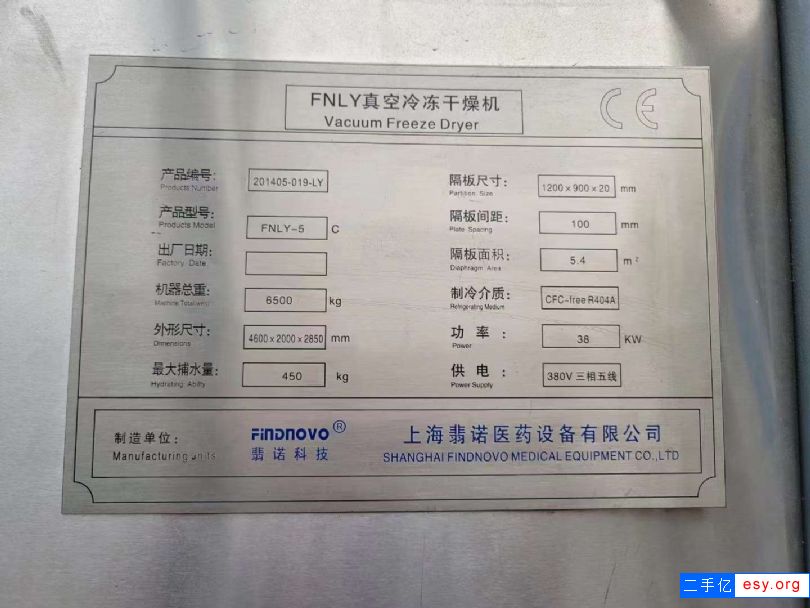 FNLY真空冷冻干燥机
Vacuum Freeze Dryer
CE
产品编号:
Products Number
201405-019-LY
产品型号:
Products Model
FNLY-5 C
出厂日期:
Factory Date
机器总重:
6500 kg
外形尺寸:
Dimensions
4600×2000×2850 mm
最大捕水量:
Hydrating Ability
450 kg
隔板尺寸:
Partition Size
1200×900×20 mm
隔板间距:
Plate Spacing
100 mm
隔板面积:
Diaphragm Area
5.4 m²
制冷介质:
Refrigerating Medium
CFC-free R404A
功率:
Power
38 KW
供电:
Power Supply
380V 三相五线
制造单位:
Manufacturing units
FINDNOVO®
翡诺科技
上海翡诺医药设备有限公司
SHANGHAI FINDNOVO MEDICAL EQUIPMENT CO.,LTD
二手亿 esy.org